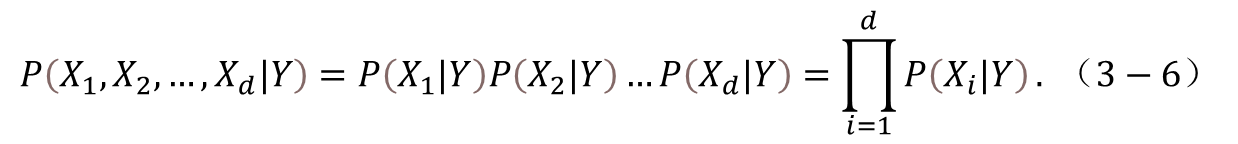 P(X₁, X₂, …, X_d|Y) = P(X₁|Y)P(X₂|Y) … P(X_d|Y) = ∏_{i=1}^{d} P(X_i|Y) . （3 − 6）